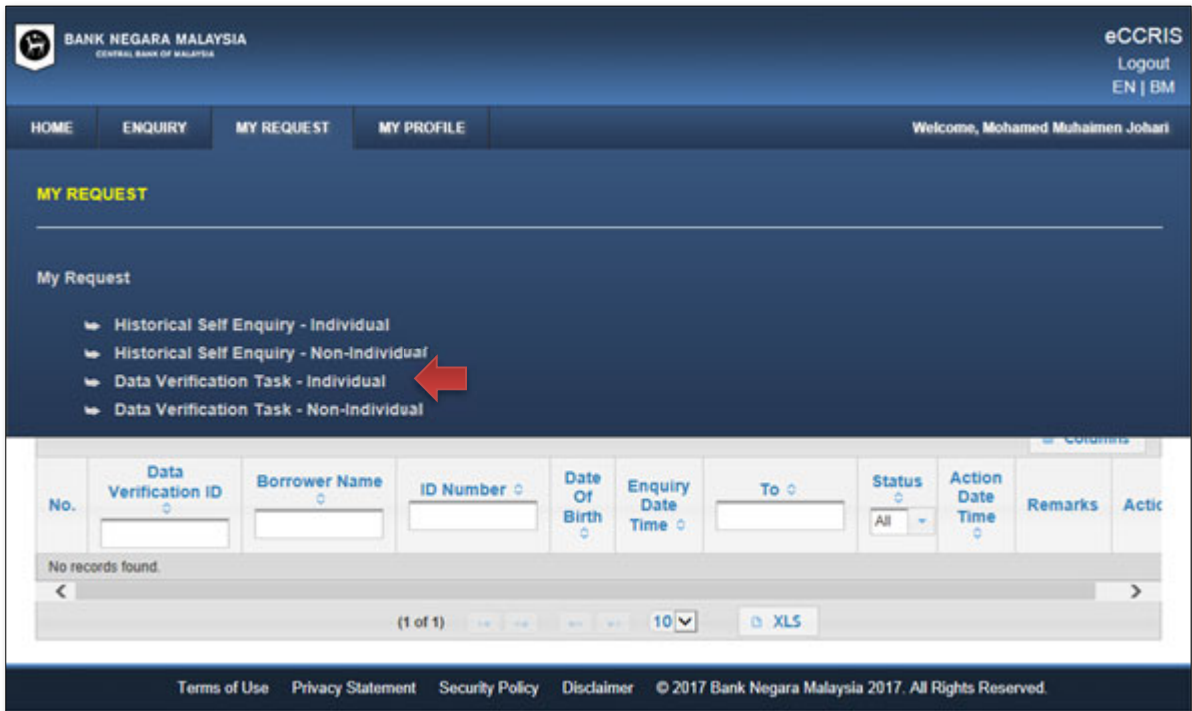 BANK NEGARA MALAYSIA
CENTRAL BANK OF MALAYSIA
eCCRIS
Logout
EN | BM
HOME ENQUIRY MY REQUEST MY PROFILE Welcome, Mohamed Muhaimen Johari
MY REQUEST
My Request
Historical Self Enquiry - Individual
Historical Self Enquiry - Non-Individual
Data Verification Task - Individual
Data Verification Task - Non-Individual
Columns
No. Data Verification ID Borrower Name ID Number Date Of Birth Enquiry Date Time To Status All Action Date Time Remarks Actic
No records found.
(1 of 1) 10 XLS
Terms of Use Privacy Statement Security Policy Disclaimer © 2017 Bank Negara Malaysia 2017. All Rights Reserved.